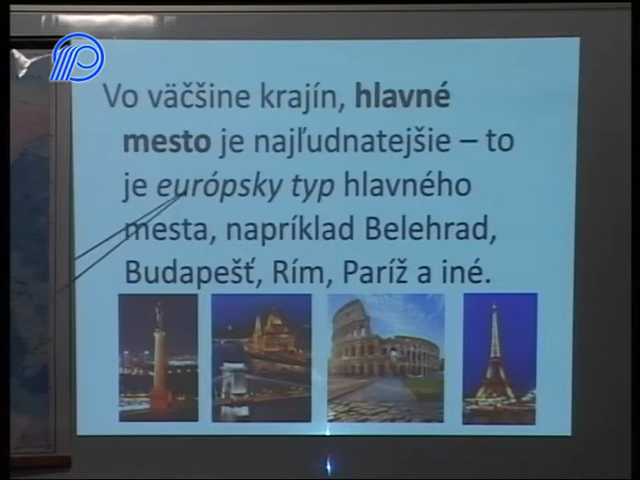 Vo väčšine krajín, hlavné
mesto je najľudnatejšie – to
je európsky typ hlavného
mesta, napríklad Belehrad,
Budapešť, Rím, Paríž a iné.